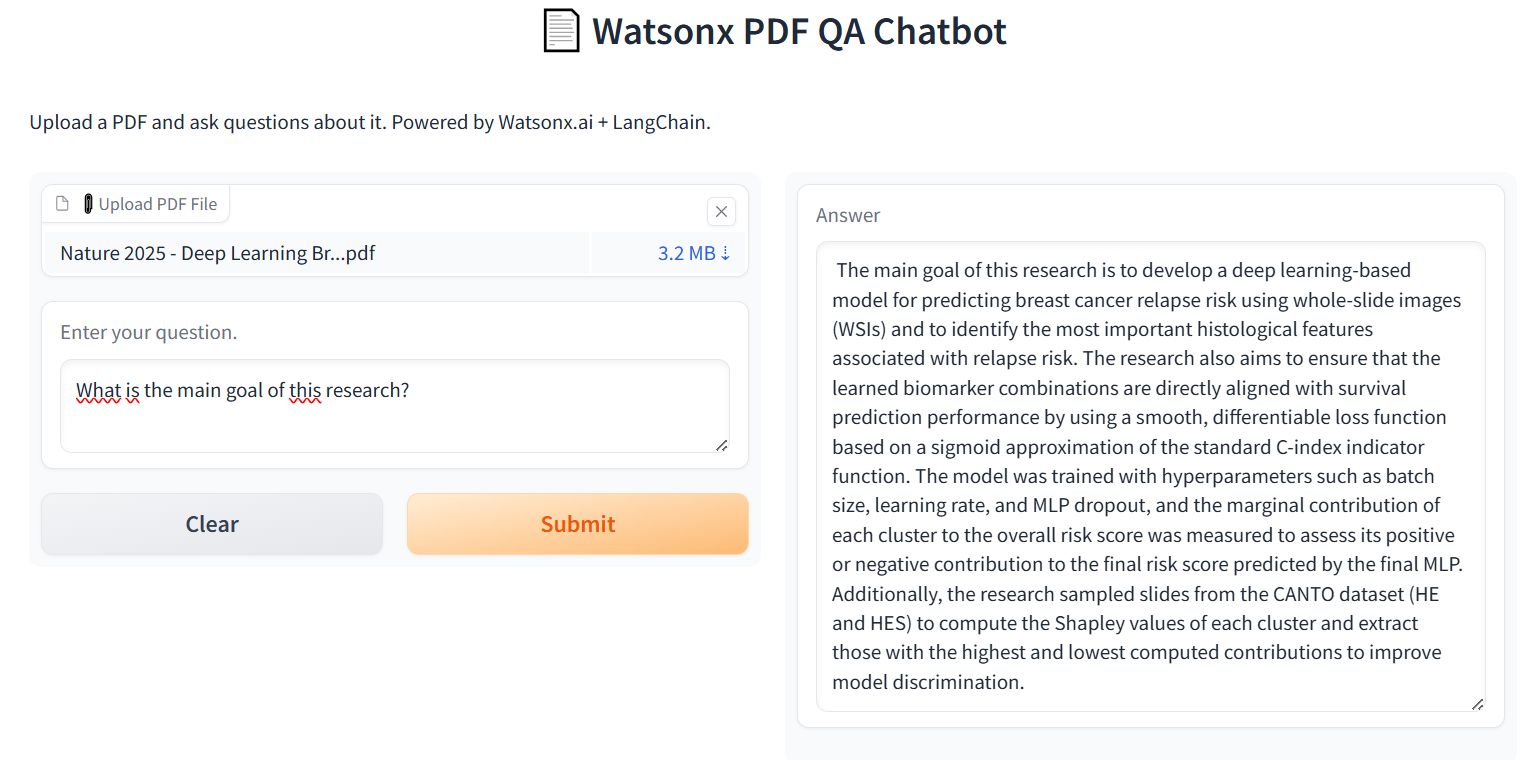 Watsonx PDF QA Chatbot
Upload a PDF and ask questions about it. Powered by Watsonx.ai + LangChain.
Upload PDF File
Nature 2025 - Deep Learning Br...pdf
3.2 MB ⇣
Enter your question.
What is the main goal of this research?
Clear
Submit
Answer
The main goal of this research is to develop a deep learning-based
model for predicting breast cancer relapse risk using whole-slide images
(WSIs) and to identify the most important histological features
associated with relapse risk. The research also aims to ensure that the
learned biomarker combinations are directly aligned with survival
prediction performance by using a smooth, differentiable loss function
based on a sigmoid approximation of the standard C-index indicator
function. The model was trained with hyperparameters such as batch
size, learning rate, and MLP dropout, and the marginal contribution of
each cluster to the overall risk score was measured to assess its positive
or negative contribution to the final risk score predicted by the final MLP.
Additionally, the research sampled slides from the CANTO dataset (HE
and HES) to compute the Shapley values of each cluster and extract
those with the highest and lowest computed contributions to improve
model discrimination.